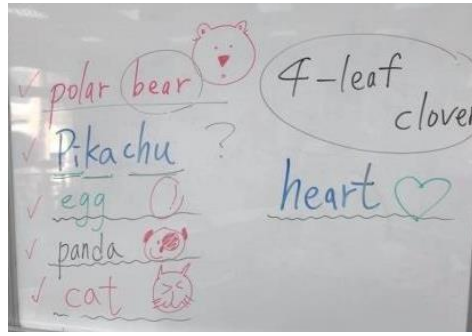 polar bear
Pikachu ?
egg
panda
cat
4-leaf
clover
heart